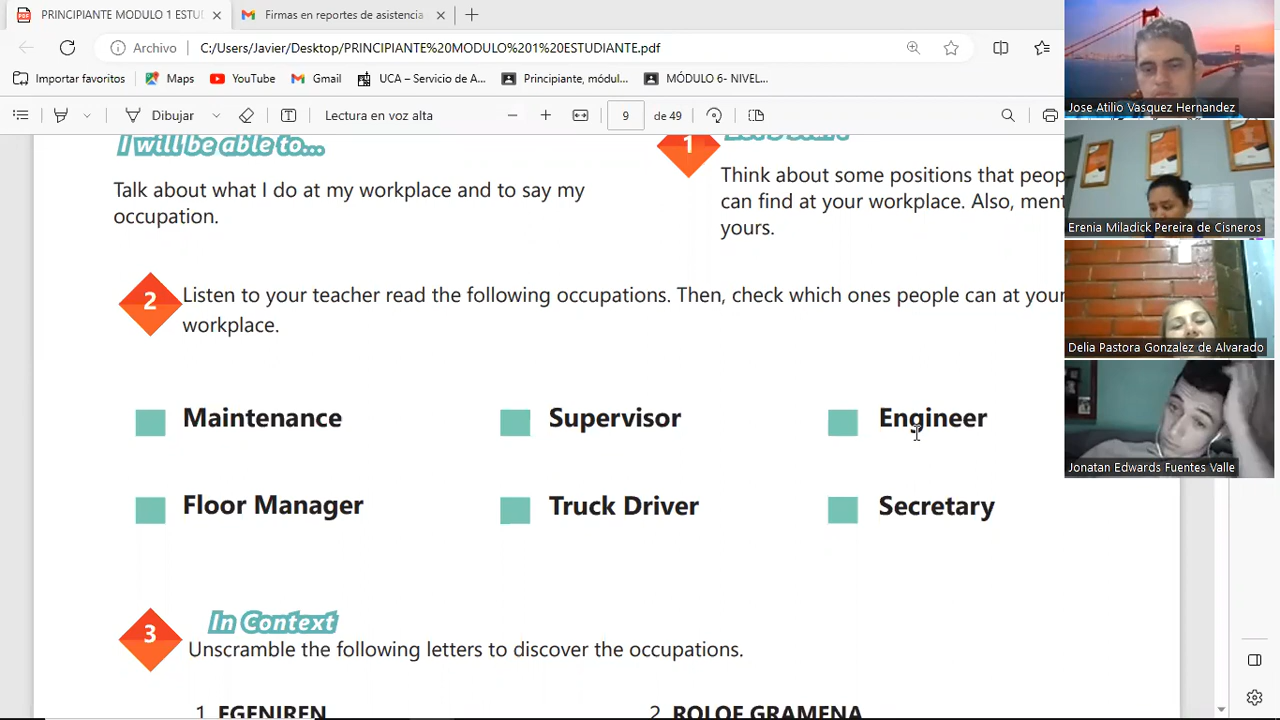 PRINCIPIANTE MODULO 1 ESTU
Firmas en reportes de asistencia
Archivo C:/Users/Javier/Desktop/PRINCIPIANTE%20MODULO%201%20ESTUDIANTE.pdf
Importar favoritos Maps YouTube Gmail UCA – Servicio de A... Principiante, módul... MÓDULO 6- NIVEL...
Dibujar Lectura en voz alta 9 de 49
I will be able to...
1
Talk about what I do at my workplace and to say my
occupation.
Think about some positions that peop
can find at your workplace. Also, ment
yours.
2
Listen to your teacher read the following occupations. Then, check which ones people can at your
workplace.
Maintenance Supervisor Engineer
Floor Manager Truck Driver Secretary
3
In Context
Unscramble the following letters to discover the occupations.
1. EGENIREN 2. ROLOF GRAMENA
Jose Atilio Vasquez Hernandez
Erenia Miladick Pereira de Cisneros
Delia Pastora Gonzalez de Alvarado
Jonatan Edwards Fuentes Valle